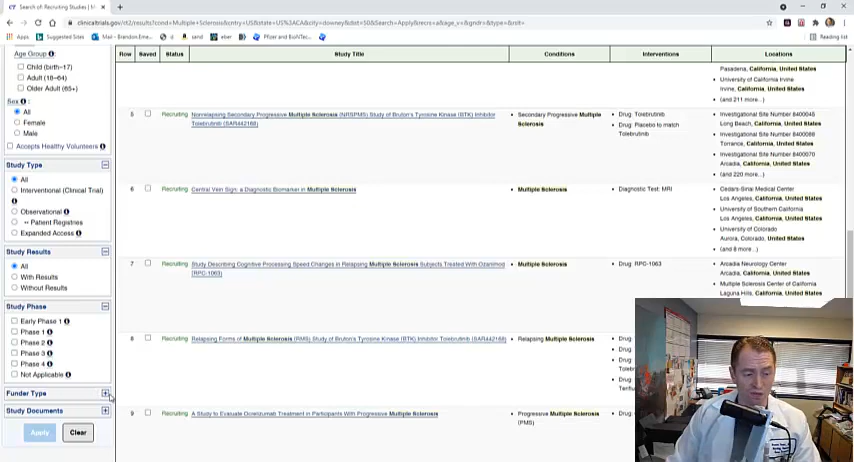 Search of: Recruiting Studies | M
clinicaltrials.gov/ct2/results?cond=Multiple+Sclerosis&cntry=US&state=US%3ACA&city=downey&dist=50&Search=Apply&recrs=a&age_v=&gndr=&type=&rslt=
Apps
Suggested Sites
Mail - Brandon.Eme...
Pfizer and BioNTec...
Reading list
Age Group
Child (birth–17)
Adult (18–64)
Older Adult (65+)
Sex
All
Female
Male
Accepts Healthy Volunteers
Study Type
All
Interventional (Clinical Trial)
Observational
-- Patient Registries
Expanded Access
Study Results
All
With Results
Without Results
Study Phase
Early Phase 1
Phase 1
Phase 2
Phase 3
Phase 4
Not Applicable
Funder Type
Study Documents
Apply
Clear
Row Saved Status Study Title Conditions Interventions Locations
Pasadena, California, United States
University of California Irvine
Irvine, California, United States
(and 211 more...)
5 Recruiting
Nonrelapsing Secondary Progressive Multiple Sclerosis (NRSPMS) Study of Bruton's Tyrosine Kinase (BTK) Inhibitor
Tolebrutinib (SAR442168)
Secondary Progressive Multiple
Sclerosis
Drug: Tolebrutinib
Drug: Placebo to match
Tolebrutinib
Investigational Site Number 8400045
Long Beach, California, United States
Investigational Site Number 8400086
Torrance, California, United States
Investigational Site Number 8400070
Arcadia, California, United States
(and 220 more...)
6 Recruiting
Central Vein Sign: a Diagnostic Biomarker in Multiple Sclerosis
Multiple Sclerosis
Diagnostic Test: MRI
Cedars-Sinai Medical Center
Los Angeles, California, United States
University of Southern California
Los Angeles, California, United States
University of Colorado
Aurora, Colorado, United States
(and 8 more...)
7 Recruiting
Study Describing Cognitive Processing Speed Changes in Relapsing Multiple Sclerosis Subjects Treated With Ozanimod
(RPC-1063)
Multiple Sclerosis
Drug: RPC-1063
Arcadia Neurology Center
Arcadia, California, United States
Multiple Sclerosis Center of California
Laguna Hills, California, United States
8 Recruiting
Relapsing Forms of Multiple Sclerosis (RMS) Study of Bruton's Tyrosine Kinase (BTK) Inhibitor Tolebrutinib (SAR442168)
Relapsing Multiple Sclerosis
Drug:
Drug:
Drug:
9 Recruiting
A Study to Evaluate Ocrelizumab Treatment in Participants With Progressive Multiple Sclerosis
Progressive Multiple Sclerosis
(PMS)
Drug: